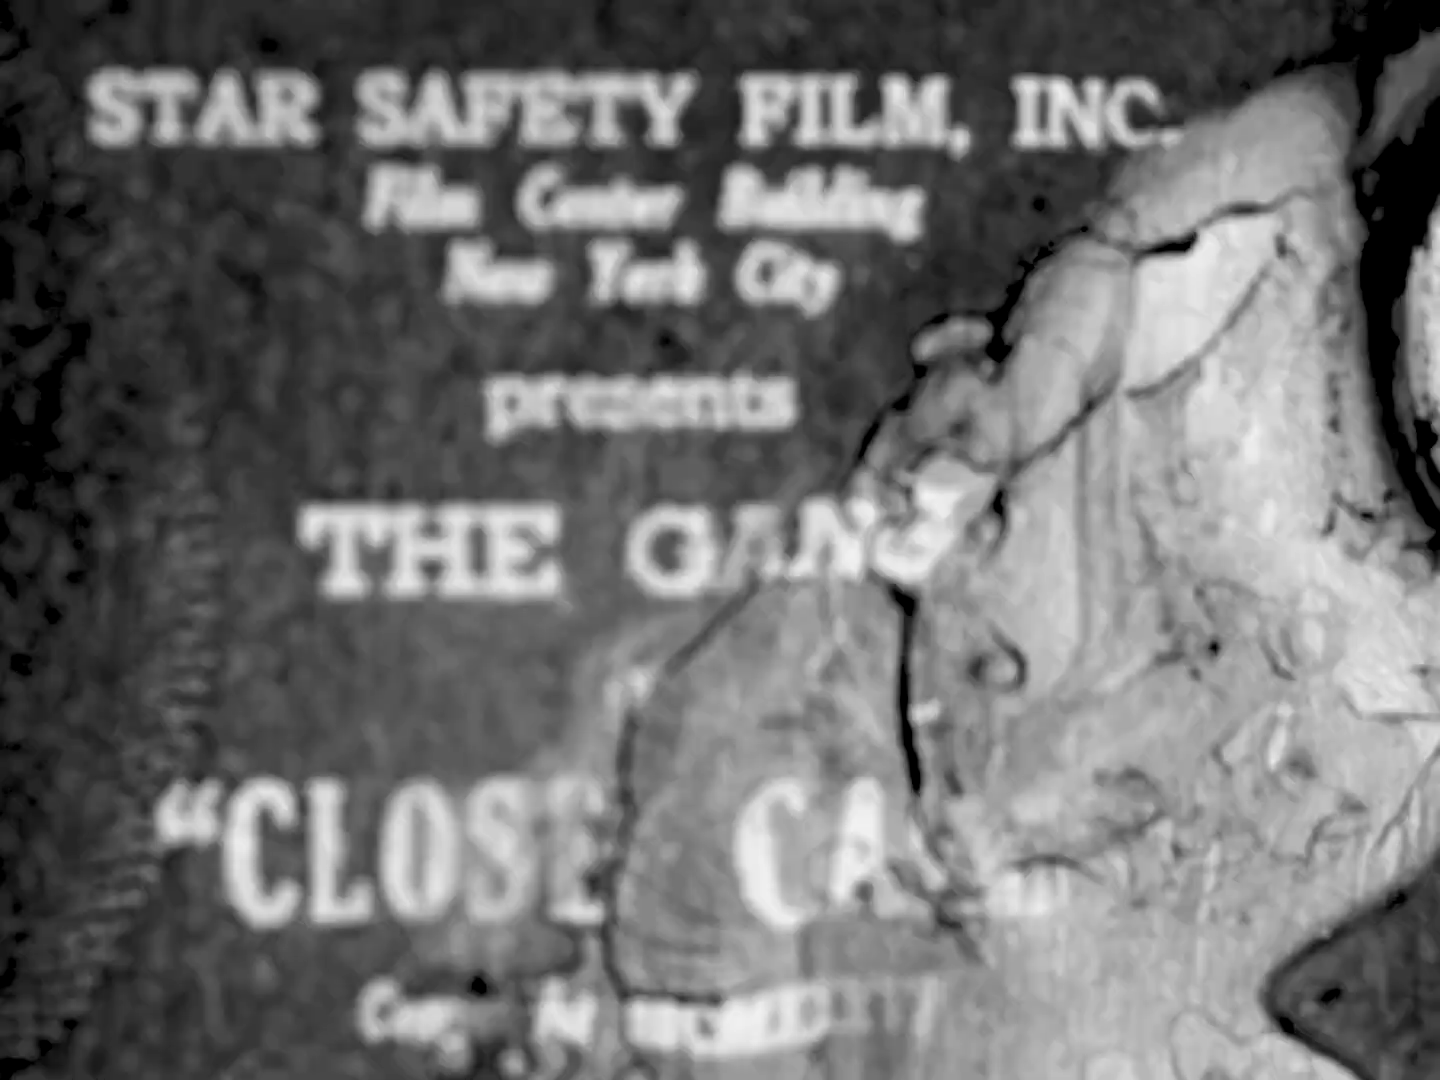 STAR SAFETY FILM, INC.
Film Center Building
New York City
presents
THE GANG
"CLOSE